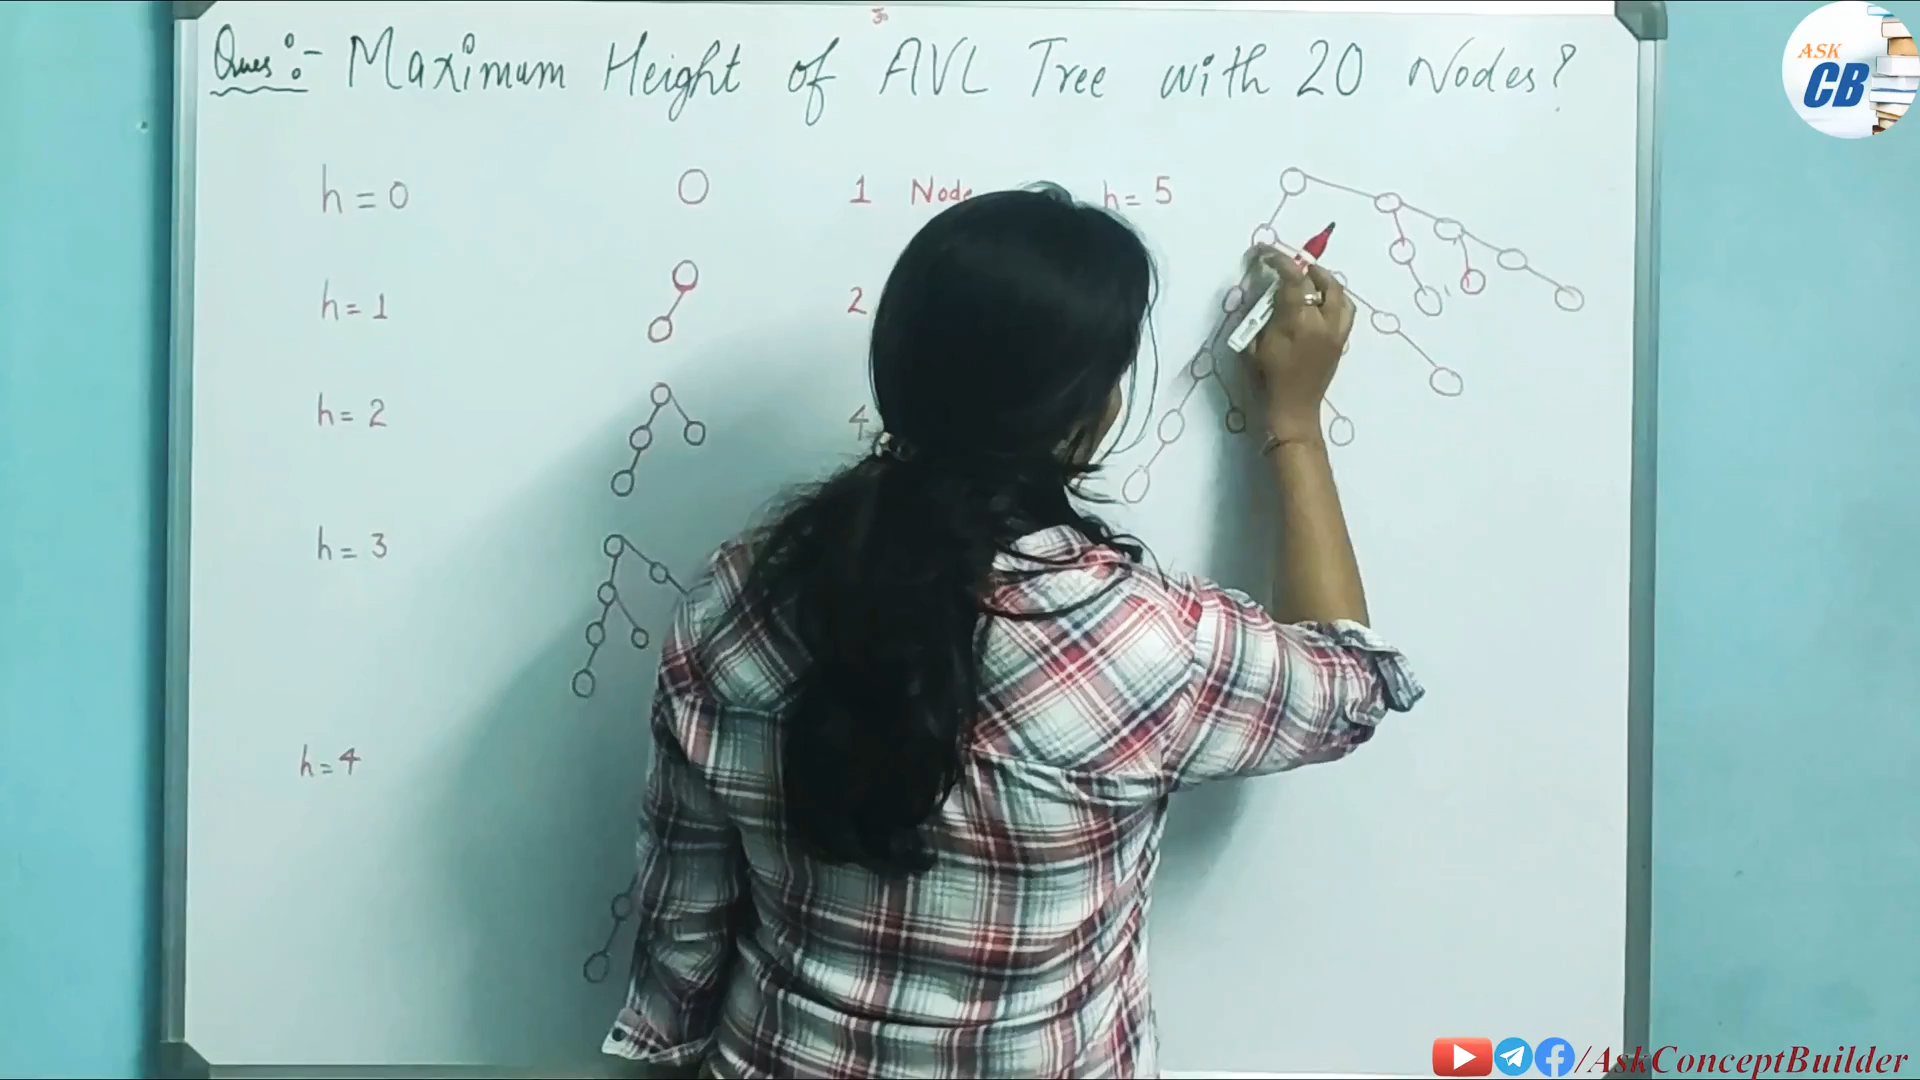 ॐ
Ques:- Maximum Height of AVL Tree with 20 Nodes?
ASK
CB
h = 0 1 Node h = 5
h = 1 2
h = 2 4
h = 3
h = 4
/AskConceptBuilder